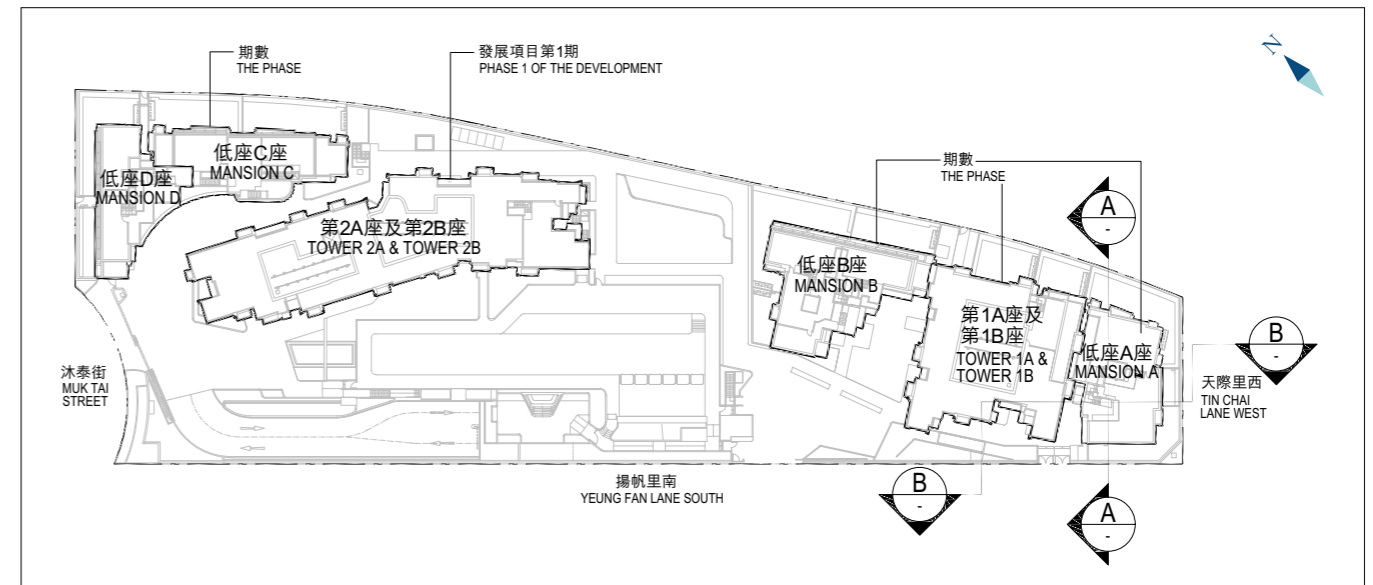 期數
THE PHASE
發展項目第1期
PHASE 1 OF THE DEVELOPMENT
N
低座C座
MANSION C
低座D座
MANSION D
第2A座及第2B座
TOWER 2A & TOWER 2B
期數
THE PHASE
A
-
低座B座
MANSION B
第1A座及
第1B座
TOWER 1A &
TOWER 1B
低座A座
MANSION A
B
-
天際里西
TIN CHAI
LANE WEST
沐泰街
MUK TAI
STREET
揚帆里南
YEUNG FAN LANE SOUTH
B
-
A
-